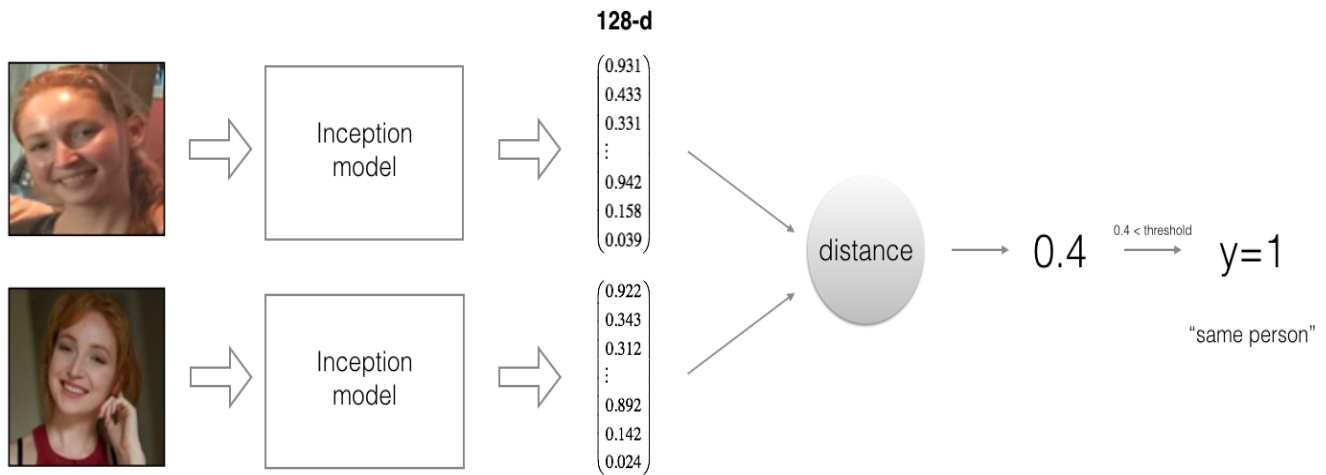 128-d
0.931
0.433
0.331
⋮
0.942
0.158
0.039
Inception
model
0.922
0.343
0.312
⋮
0.892
0.142
0.024
Inception
model
distance
0.4
0.4 < threshold
y=1
“same person”